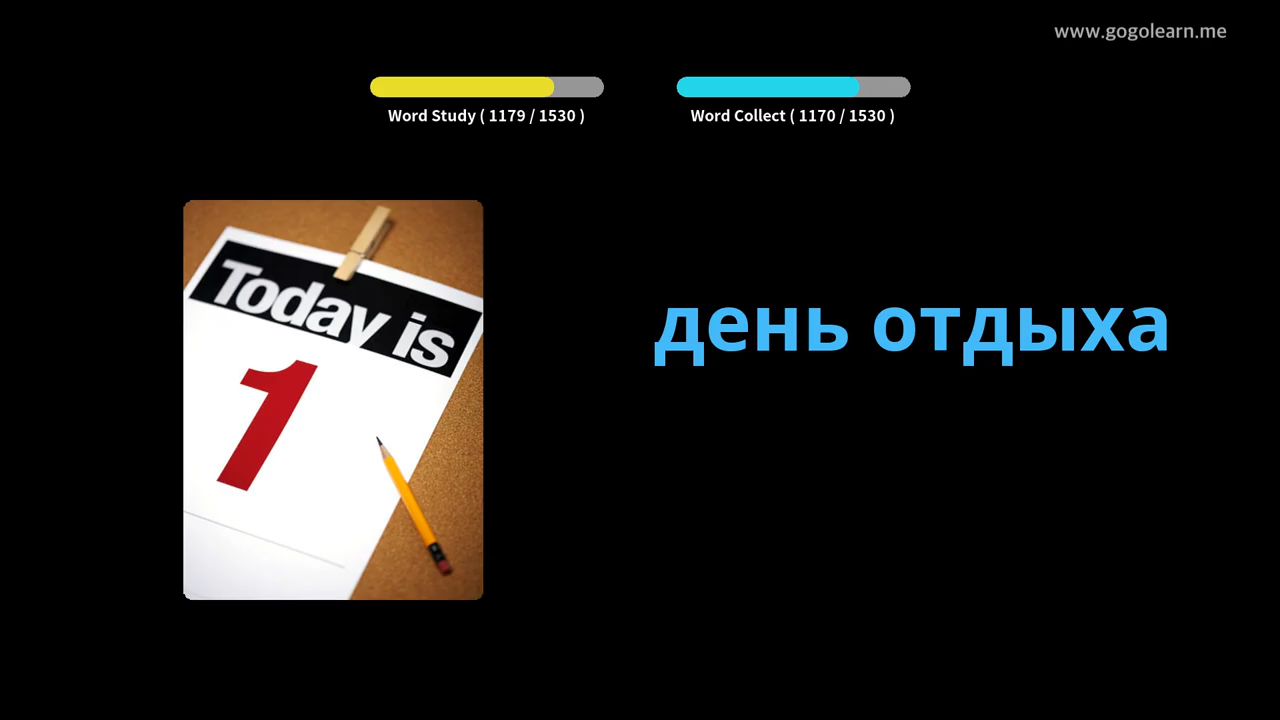 www.gogolearn.me
Word Study ( 1179 / 1530 )
Word Collect ( 1170 / 1530 )
Today is
1
день отдыха